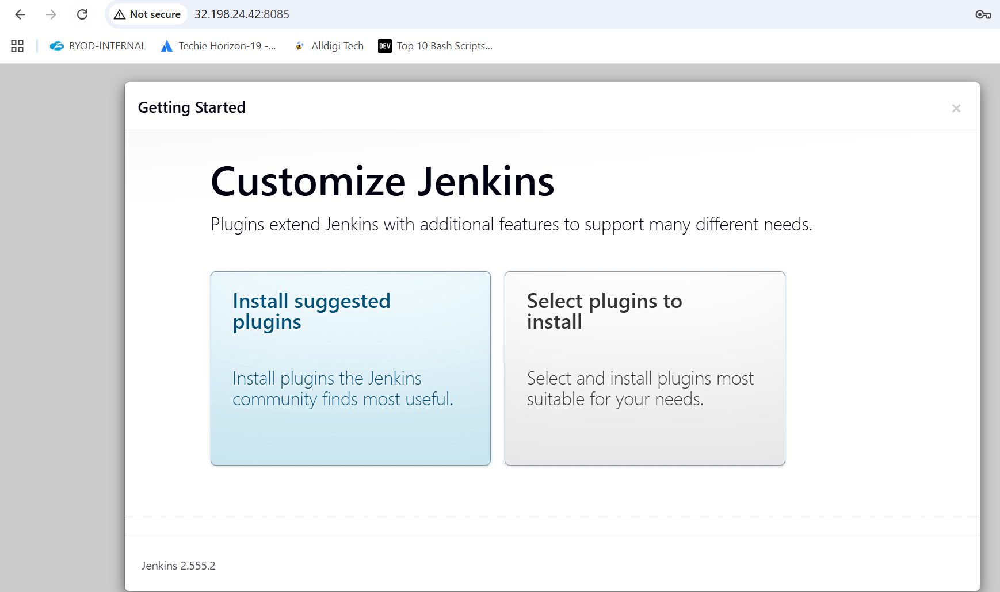 Not secure
32.198.24.42:8085
BYOD-INTERNAL
Techie Horizon-19 -...
Alldigi Tech
DEV
Top 10 Bash Scripts...
Getting Started
×
Customize Jenkins
Plugins extend Jenkins with additional features to support many different needs.
Install suggested
plugins
Install plugins the Jenkins
community finds most useful.
Select plugins to
install
Select and install plugins most
suitable for your needs.
Jenkins 2.555.2